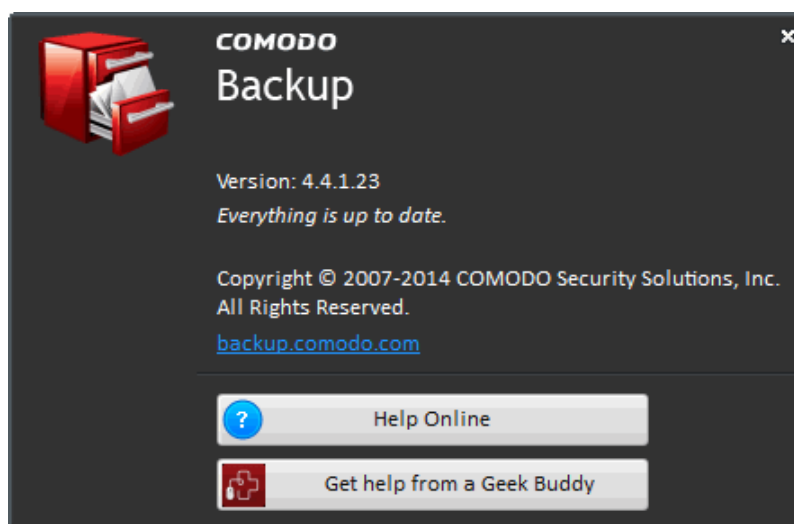 COMODO
Backup
Version: 4.4.1.23
Everything is up to date.
Copyright © 2007-2014 COMODO Security Solutions, Inc.
All Rights Reserved.
backup.comodo.com
? Help Online
Get help from a Geek Buddy